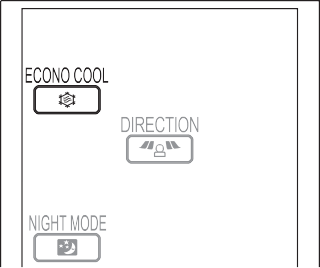 ECONO COOL
DIRECTION
NIGHT MODE